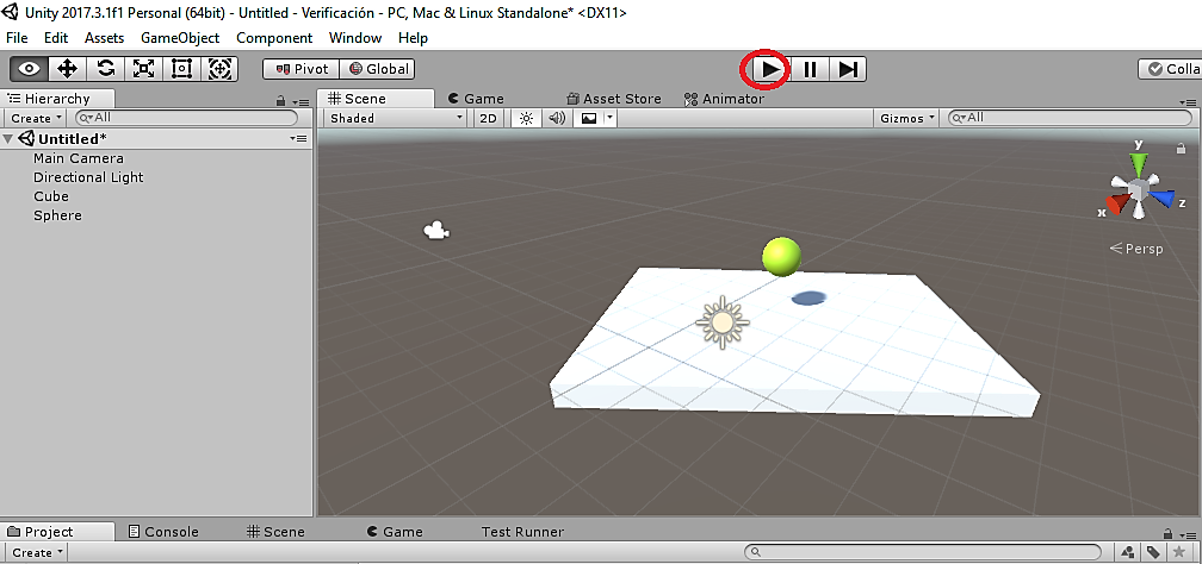 Unity 2017.3.1f1 Personal (64bit) - Untitled - Verificación - PC, Mac & Linux Standalone* <DX11>
File Edit Assets GameObject Component Window Help
Pivot Global Colla
Hierarchy Scene Game Asset Store Animator
Create All Shaded 2D Gizmos All
Untitled*
Main Camera
Directional Light
Cube
Sphere
y
x z
Persp
Project Console Scene Game Test Runner
Create